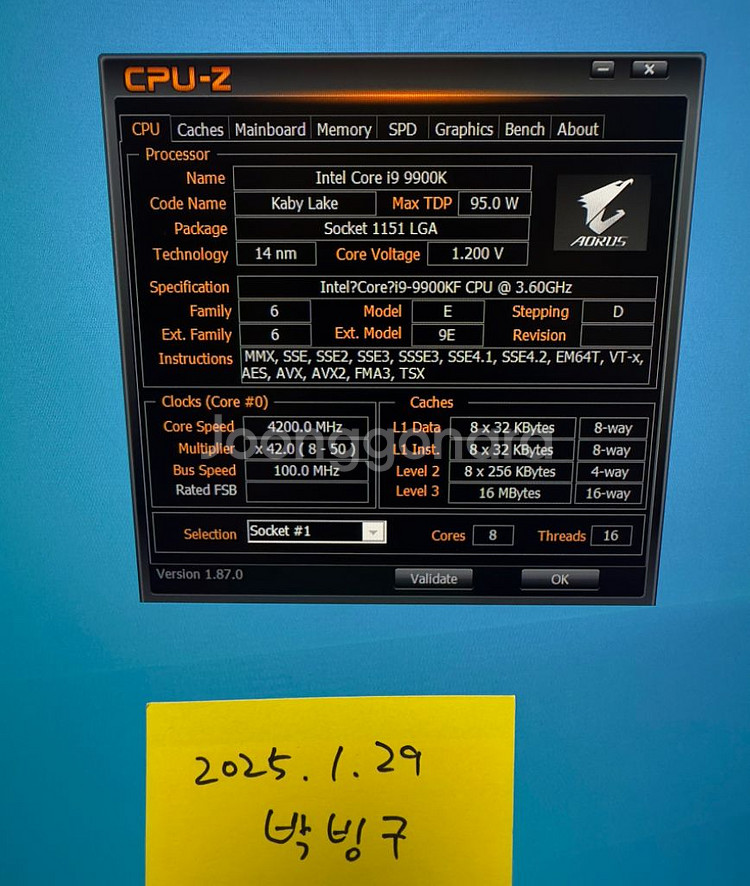 CPU-Z
CPU Caches Mainboard Memory SPD Graphics Bench About
Processor
Name Intel Core i9 9900K
Code Name Kaby Lake Max TDP 95.0 W
Package Socket 1151 LGA
Technology 14 nm Core Voltage 1.200 V
AORUS
Specification Intel?Core?i9-9900KF CPU @ 3.60GHz
Family 6 Model E Stepping D
Ext. Family 6 Ext. Model 9E Revision
Instructions MMX, SSE, SSE2, SSE3, SSSE3, SSE4.1, SSE4.2, EM64T, VT-x,
AES, AVX, AVX2, FMA3, TSX
Clocks (Core #0) Caches
Core Speed 4200.0 MHz L1 Data 8 x 32 KBytes 8-way
Multiplier x 42.0 ( 8 - 50 ) L1 Inst. 8 x 32 KBytes 8-way
Joonggonara
Bus Speed 100.0 MHz Level 2 8 x 256 KBytes 4-way
Rated FSB Level 3 16 MBytes 16-way
Selection Socket #1 Cores 8 Threads 16
Version 1.87.0 Validate OK
2025.1.29
박빙구